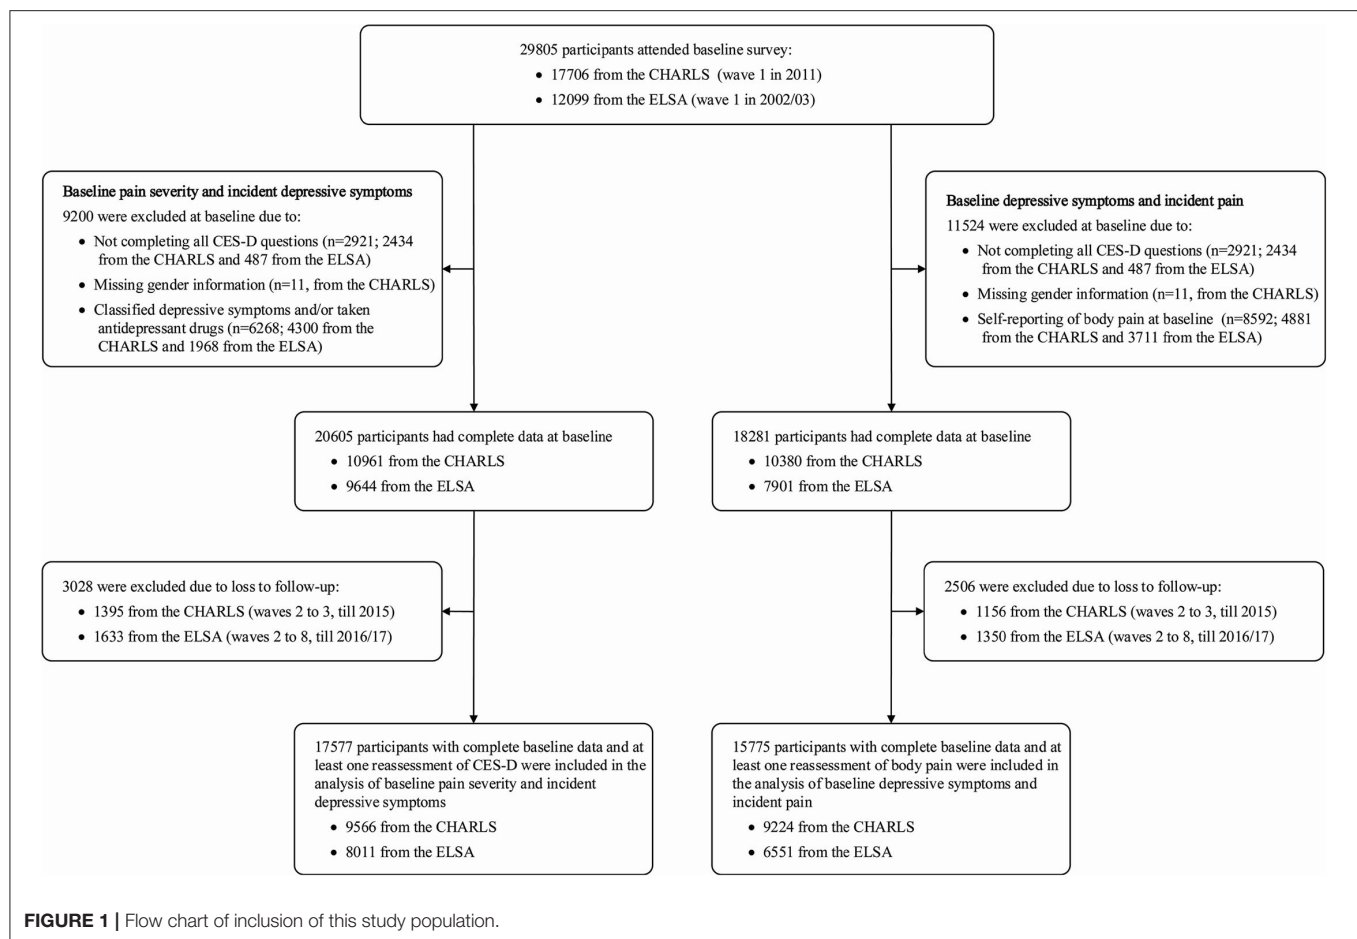 29805 participants attended baseline survey:
• 17706 from the CHARLS (wave 1 in 2011)
• 12099 from the ELSA (wave 1 in 2002/03)
Baseline pain severity and incident depressive symptoms
9200 were excluded at baseline due to:
• Not completing all CES-D questions (n=2921; 2434
from the CHARLS and 487 from the ELSA)
• Missing gender information (n=11, from the CHARLS)
• Classified depressive symptoms and/or taken
antidepressant drugs (n=6268; 4300 from the
CHARLS and 1968 from the ELSA)
Baseline depressive symptoms and incident pain
11524 were excluded at baseline due to:
• Not completing all CES-D questions (n=2921; 2434
from the CHARLS and 487 from the ELSA)
• Missing gender information (n=11, from the CHARLS)
• Self-reporting of body pain at baseline (n=8592; 4881
from the CHARLS and 3711 from the ELSA)
20605 participants had complete data at baseline
• 10961 from the CHARLS
• 9644 from the ELSA
18281 participants had complete data at baseline
• 10380 from the CHARLS
• 7901 from the ELSA
3028 were excluded due to loss to follow-up:
• 1395 from the CHARLS (waves 2 to 3, till 2015)
• 1633 from the ELSA (waves 2 to 8, till 2016/17)
2506 were excluded due to loss to follow-up:
• 1156 from the CHARLS (waves 2 to 3, till 2015)
• 1350 from the ELSA (waves 2 to 8, till 2016/17)
17577 participants with complete baseline data and at
least one reassessment of CES-D were included in the
analysis of baseline pain severity and incident
depressive symptoms
• 9566 from the CHARLS
• 8011 from the ELSA
15775 participants with complete baseline data and at
least one reassessment of body pain were included in
the analysis of baseline depressive symptoms and
incident pain
• 9224 from the CHARLS
• 6551 from the ELSA
FIGURE 1 | Flow chart of inclusion of this study population.